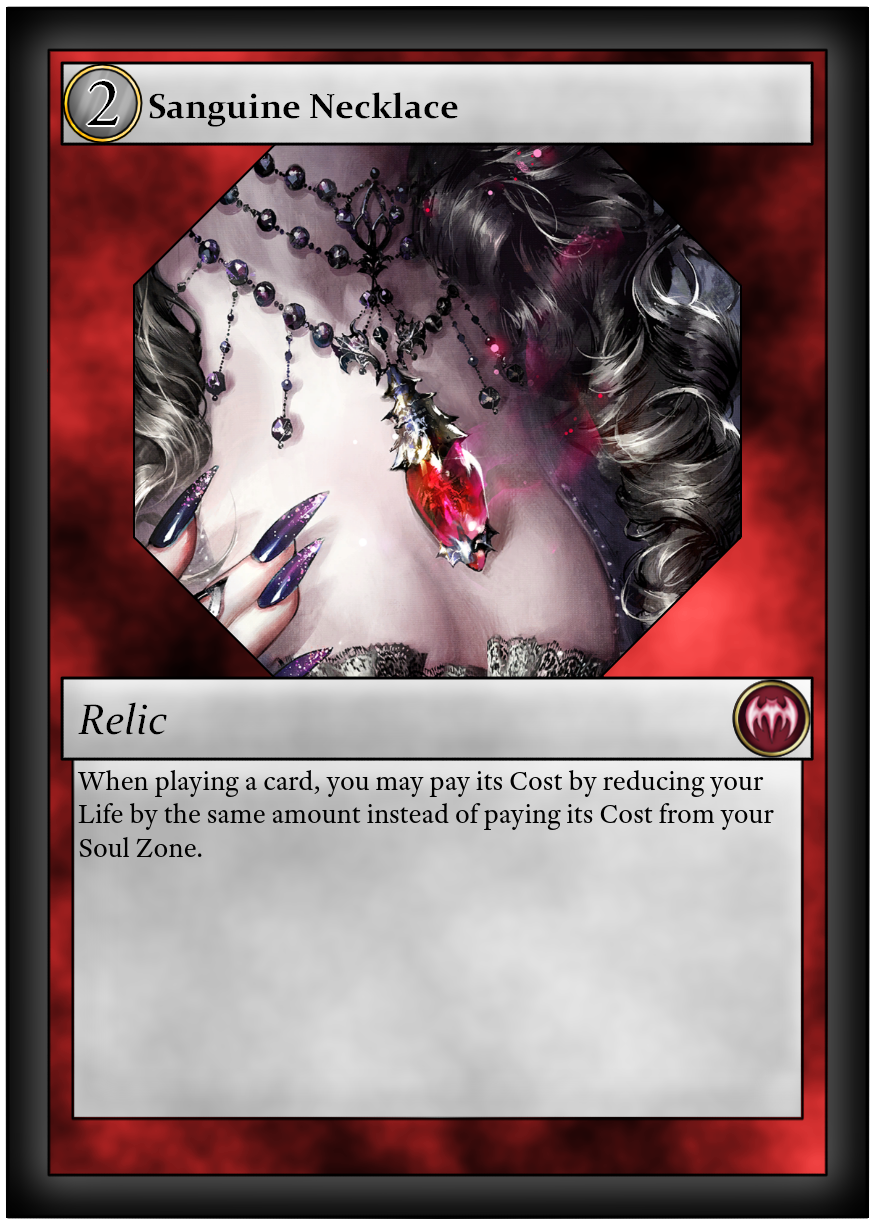 2
Sanguine Necklace
Relic
When playing a card, you may pay its Cost by reducing your
Life by the same amount instead of paying its Cost from your
Soul Zone.